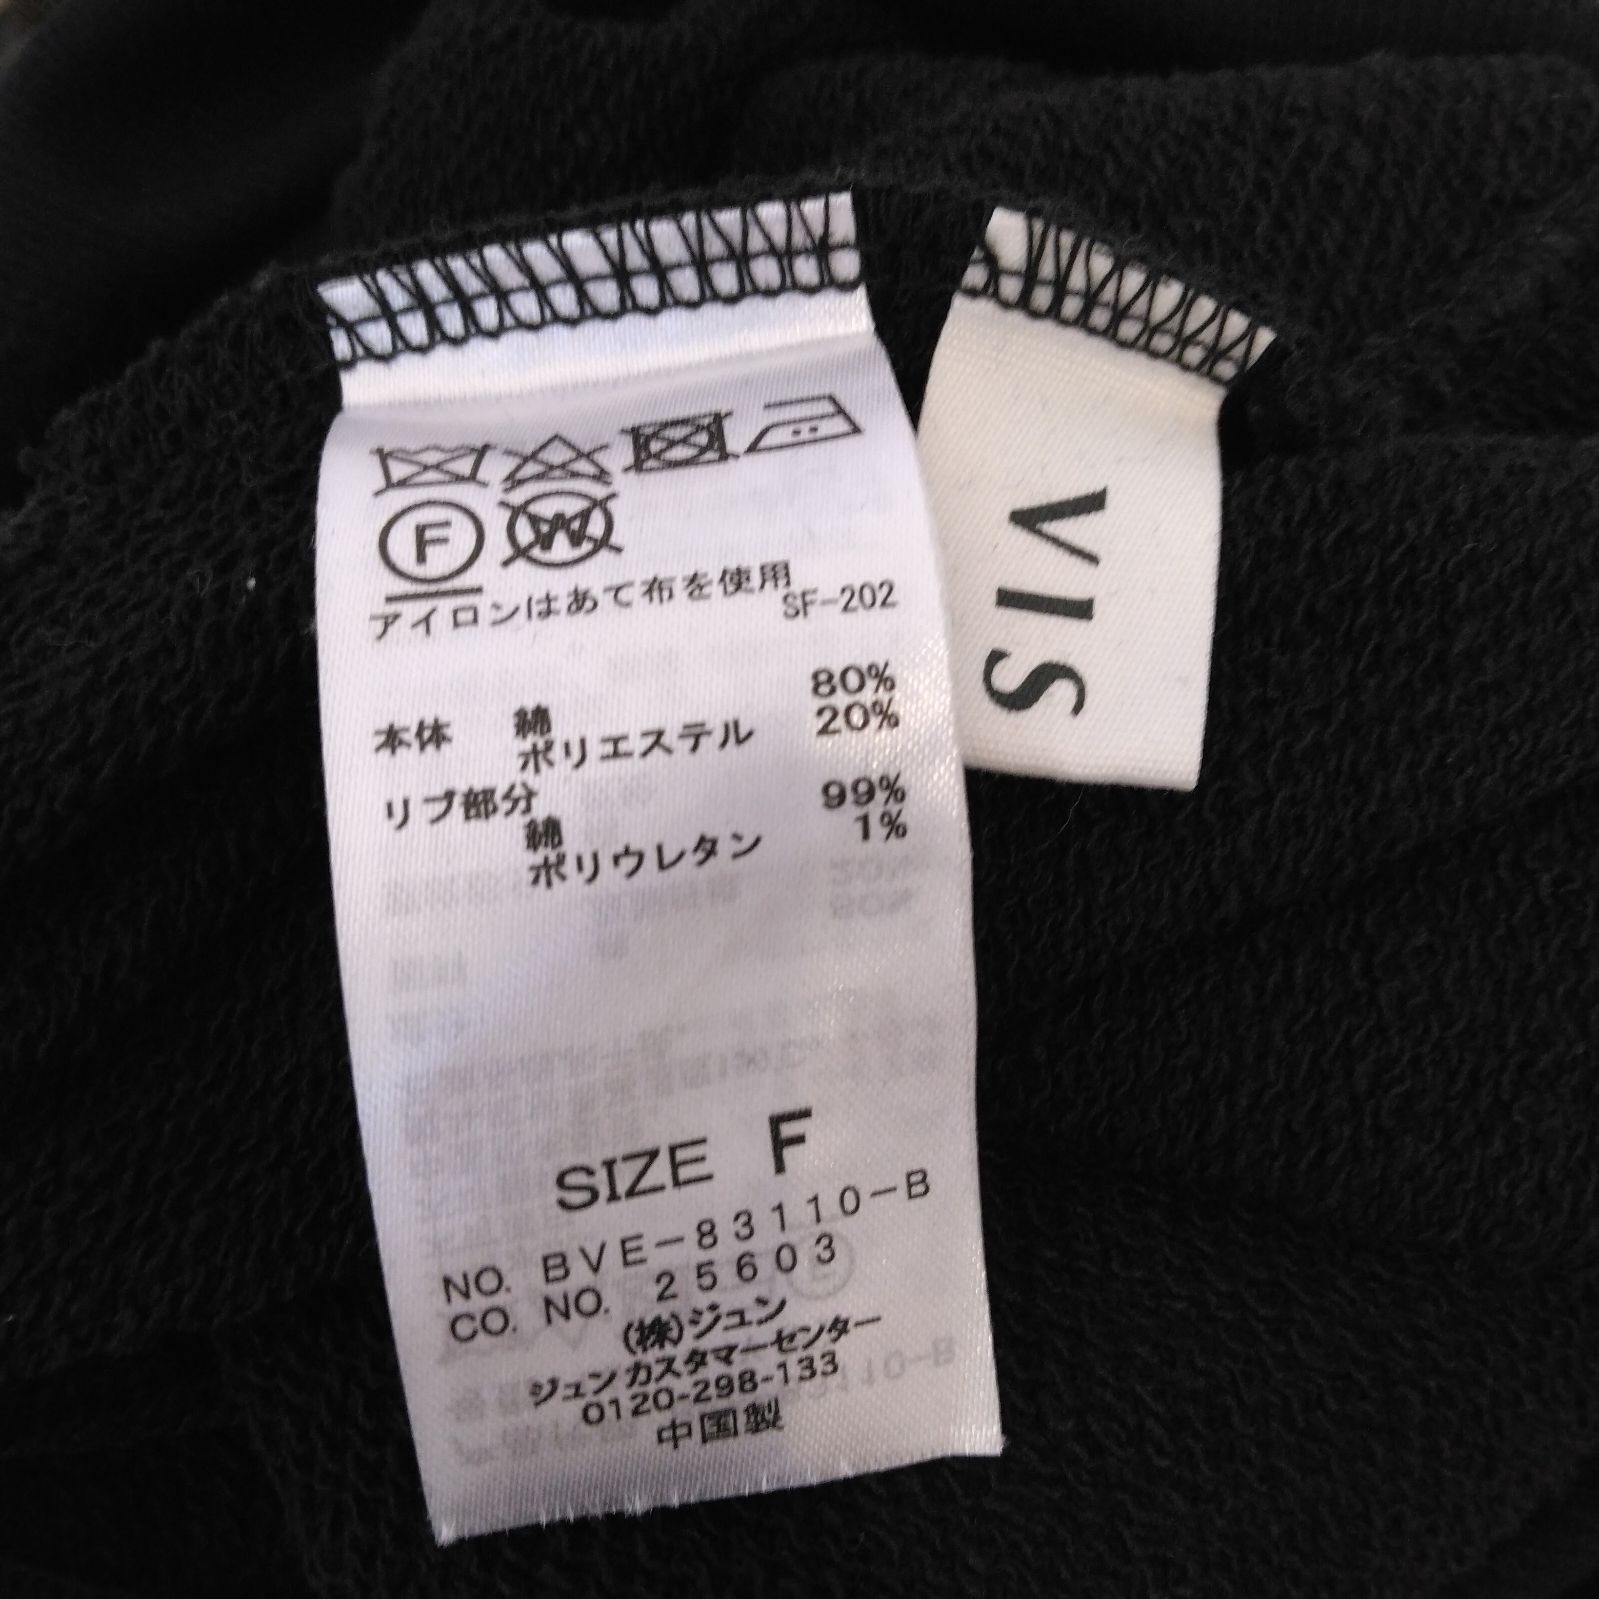 F W
アイロンはあて布を使用
SF-202
本体 綿 80%
ポリエステル 20%
リブ部分
綿 99%
ポリウレタン 1%
SIZE F
NO. BVE-83110-B
CO. NO. 25603
(株)ジュン
ジュンカスタマーセンター
0120-298-133
中国製
VIS